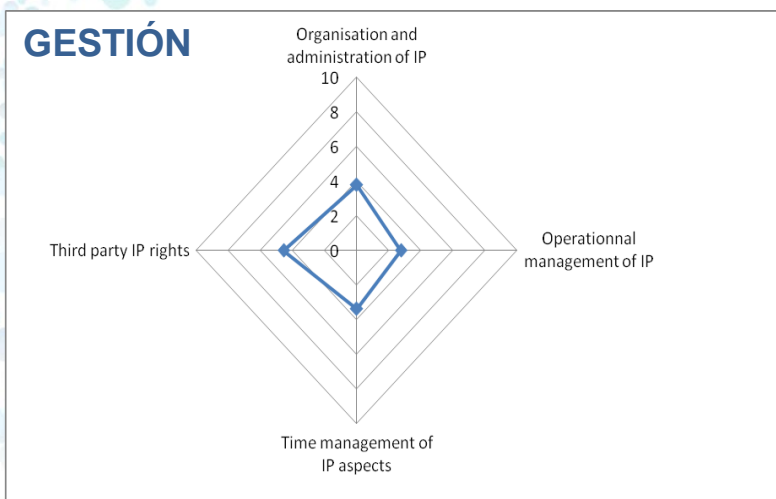 GESTIÓN
Organisation and
administration of IP
10
8
6
4
2
0
Third party IP rights
Operationnal
management of IP
Time management of
IP aspects